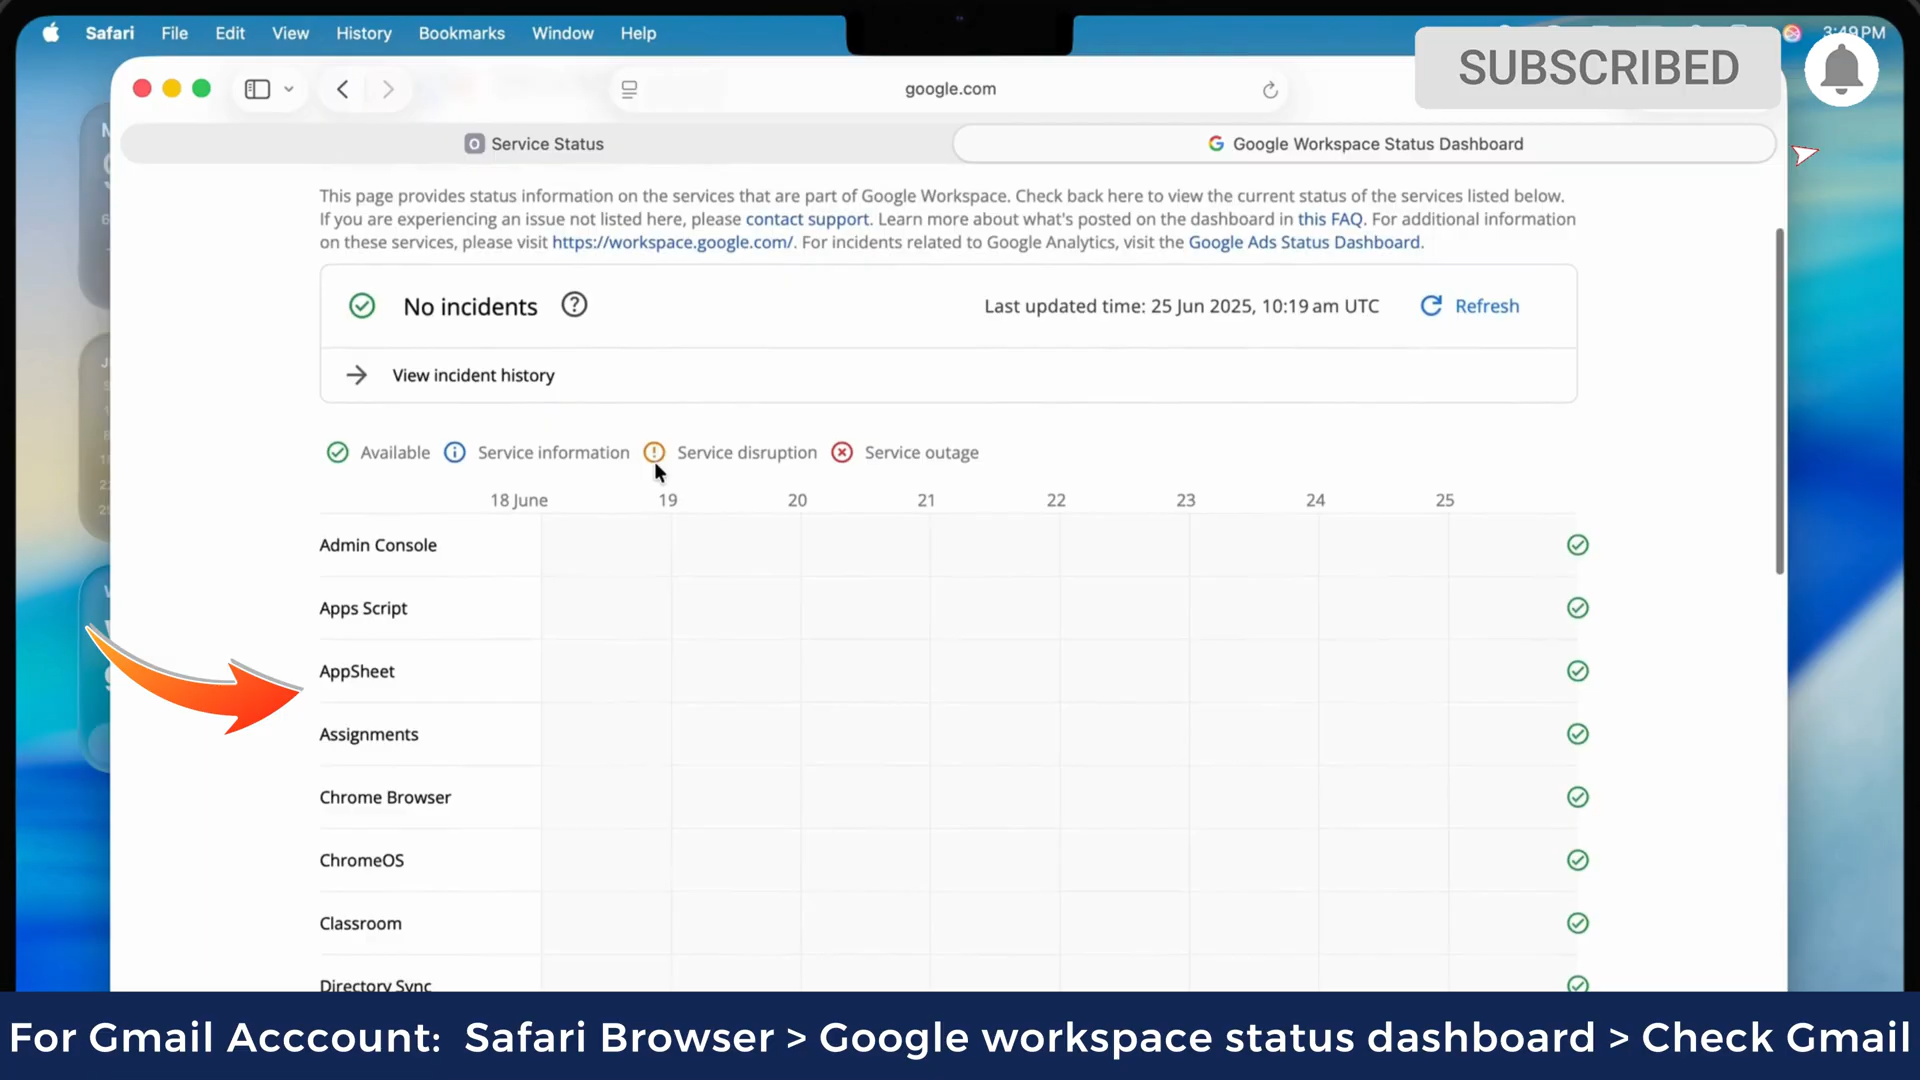 Safari File Edit View History Bookmarks Window Help 3:49 PM
SUBSCRIBED
google.com
Service Status Google Workspace Status Dashboard
This page provides status information on the services that are part of Google Workspace. Check back here to view the current status of the services listed below.
If you are experiencing an issue not listed here, please contact support. Learn more about what's posted on the dashboard in this FAQ. For additional information
on these services, please visit https://workspace.google.com/. For incidents related to Google Analytics, visit the Google Ads Status Dashboard.
No incidents Last updated time: 25 Jun 2025, 10:19 am UTC Refresh
View incident history
Available Service information Service disruption Service outage
18 June 19 20 21 22 23 24 25
Admin Console
Apps Script
AppSheet
Assignments
Chrome Browser
ChromeOS
Classroom
Directory Sync
For Gmail Acccount: Safari Browser > Google workspace status dashboard > Check Gmail